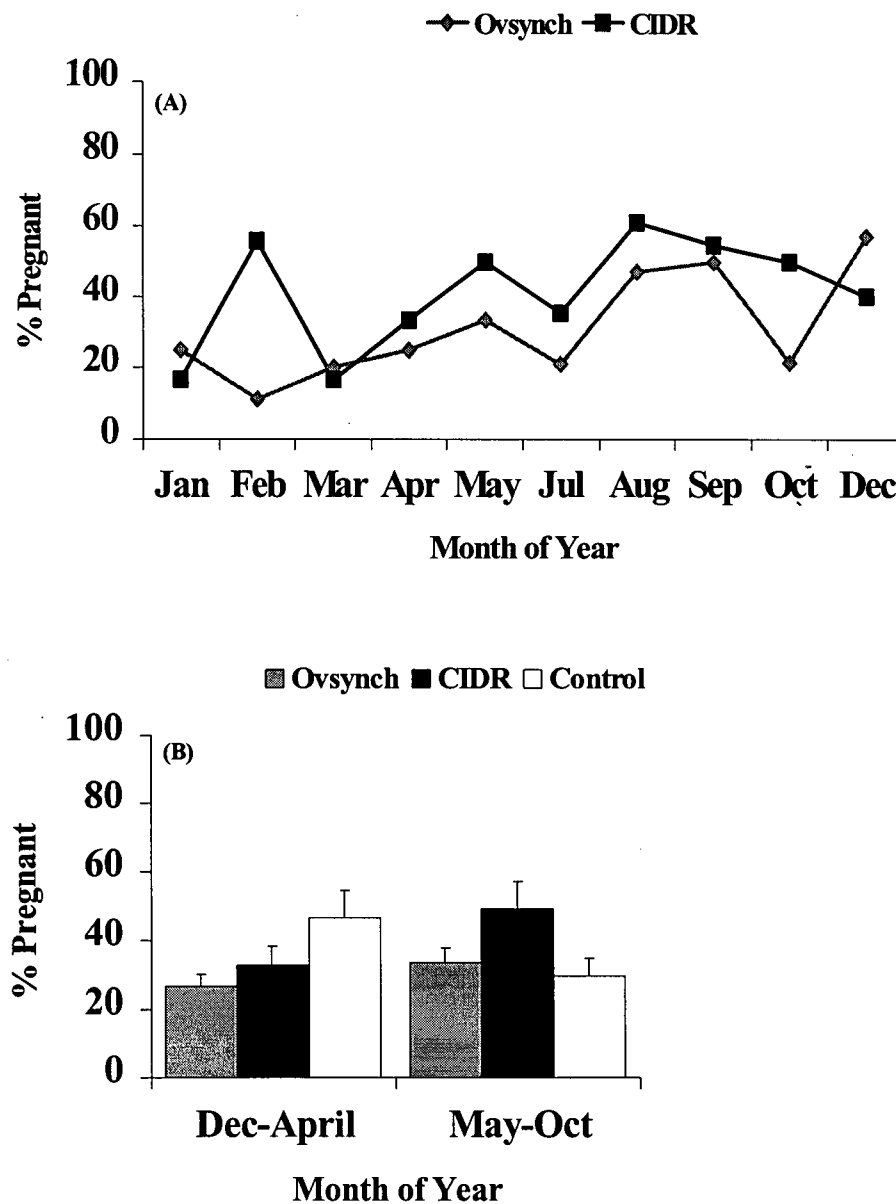 Ovsynch CIDR
100
(A)
80
60
40
20
0
% Pregnant
Jan Feb Mar Apr May Jul Aug Sep Oct Dec
Month of Year
Ovsynch CIDR Control
100
(B)
80
60
40
20
0
% Pregnant
Dec-April May-Oct
Month of Year